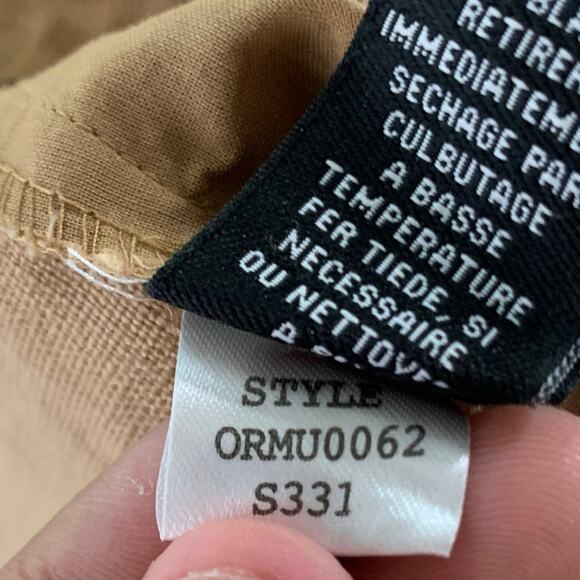 RETIRER
IMMEDIATEME
SECHAGE PAR
CULBUTAGE
A BASSE
TEMPERATURE
FER TIEDE, SI
NECESSAIRE
OU NETTOYE
STYLE
ORMU0062
S331